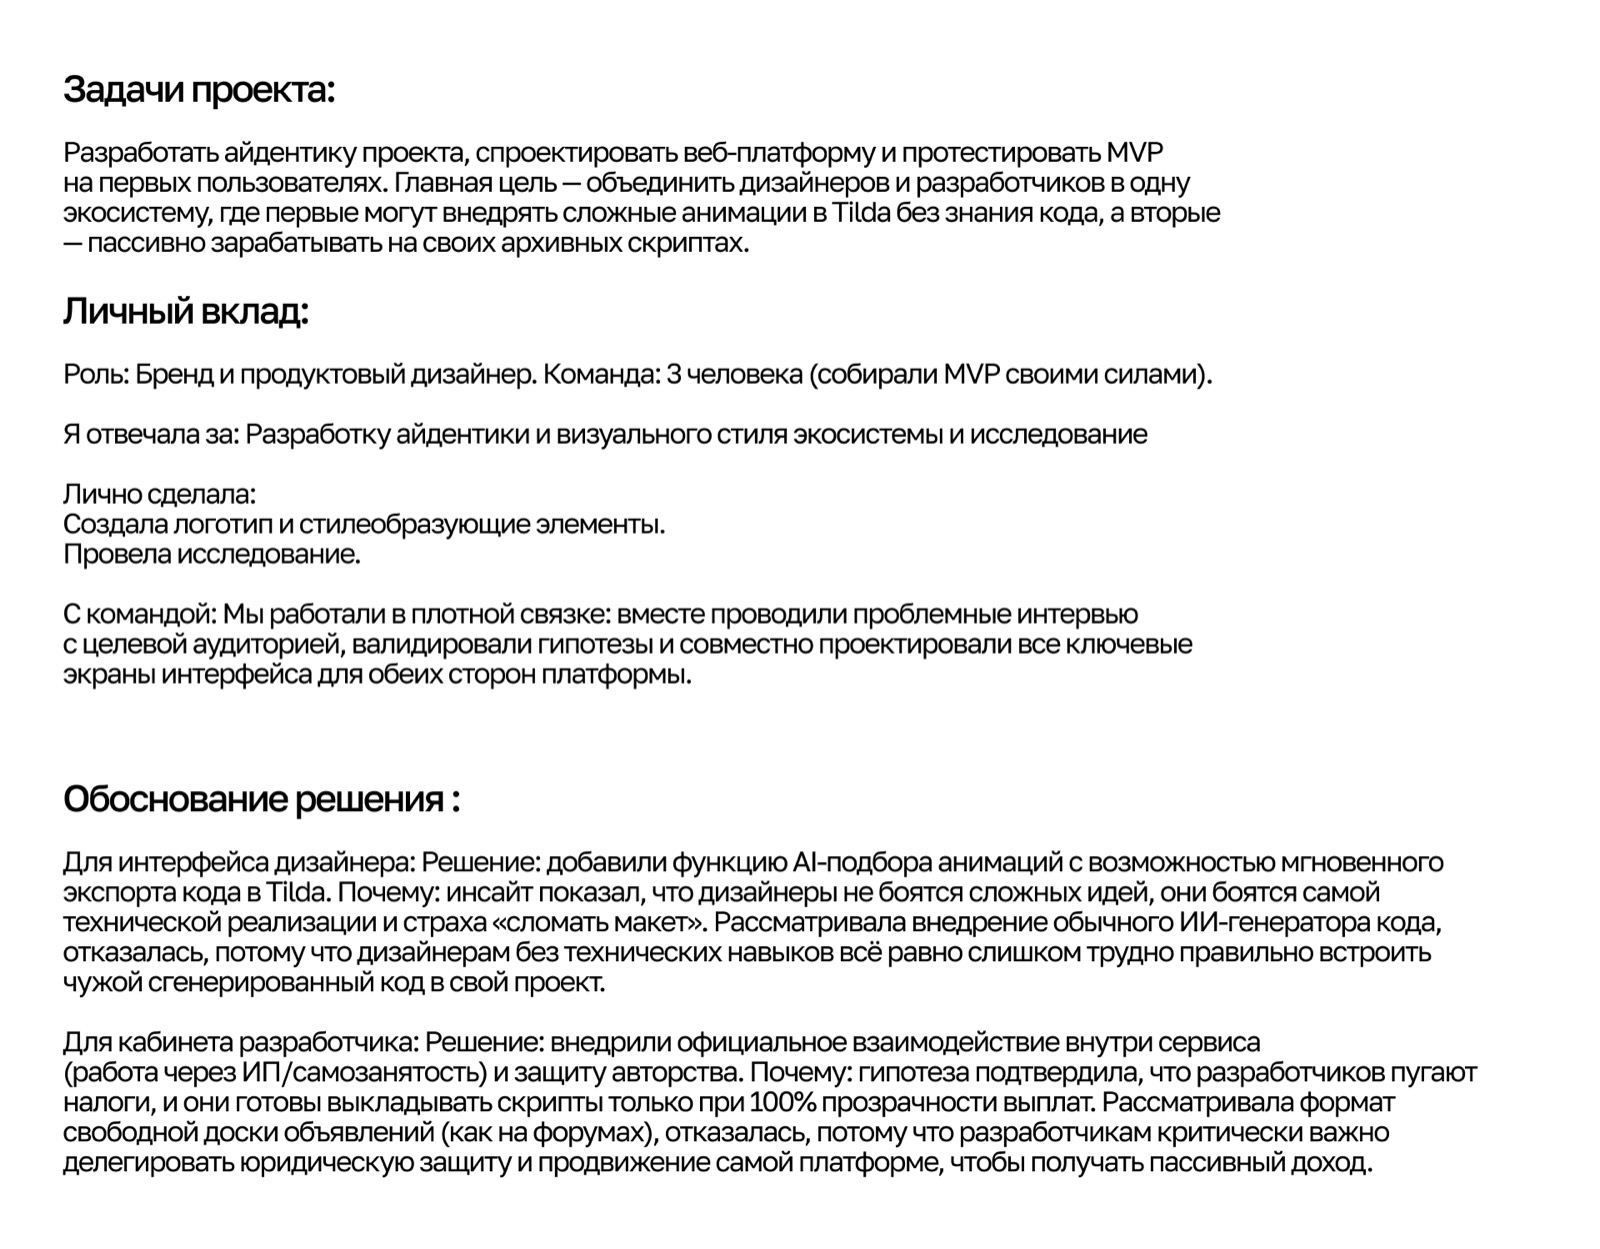 Задачи проекта:
Разработать айдентику проекта, спроектировать веб-платформу и протестировать MVP
на первых пользователях. Главная цель — объединить дизайнеров и разработчиков в одну
экосистему, где первые могут внедрять сложные анимации в Tilda без знания кода, а вторые
— пассивно зарабатывать на своих архивных скриптах.
Личный вклад:
Роль: Бренд и продуктовый дизайнер. Команда: 3 человека (собирали MVP своими силами).
Я отвечала за: Разработку айдентики и визуального стиля экосистемы и исследование
Лично сделала:
Создала логотип и стилеобразующие элементы.
Провела исследование.
С командой: Мы работали в плотной связке: вместе проводили проблемные интервью
с целевой аудиторией, валидировали гипотезы и совместно проектировали все ключевые
экраны интерфейса для обеих сторон платформы.
Обоснование решения :
Для интерфейса дизайнера: Решение: добавили функцию AI-подбора анимаций с возможностью мгновенного
экспорта кода в Tilda. Почему: инсайт показал, что дизайнеры не боятся сложных идей, они боятся самой
технической реализации и страха «сломать макет». Рассматривала внедрение обычного ИИ-генератора кода,
отказалась, потому что дизайнерам без технических навыков всё равно слишком трудно правильно встроить
чужой сгенерированный код в свой проект.
Для кабинета разработчика: Решение: внедрили официальное взаимодействие внутри сервиса
(работа через ИП/самозанятость) и защиту авторства. Почему: гипотеза подтвердила, что разработчиков пугают
налоги, и они готовы выкладывать скрипты только при 100% прозрачности выплат. Рассматривала формат
свободной доски объявлений (как на форумах), отказалась, потому что разработчикам критически важно
делегировать юридическую защиту и продвижение самой платформе, чтобы получать пассивный доход.